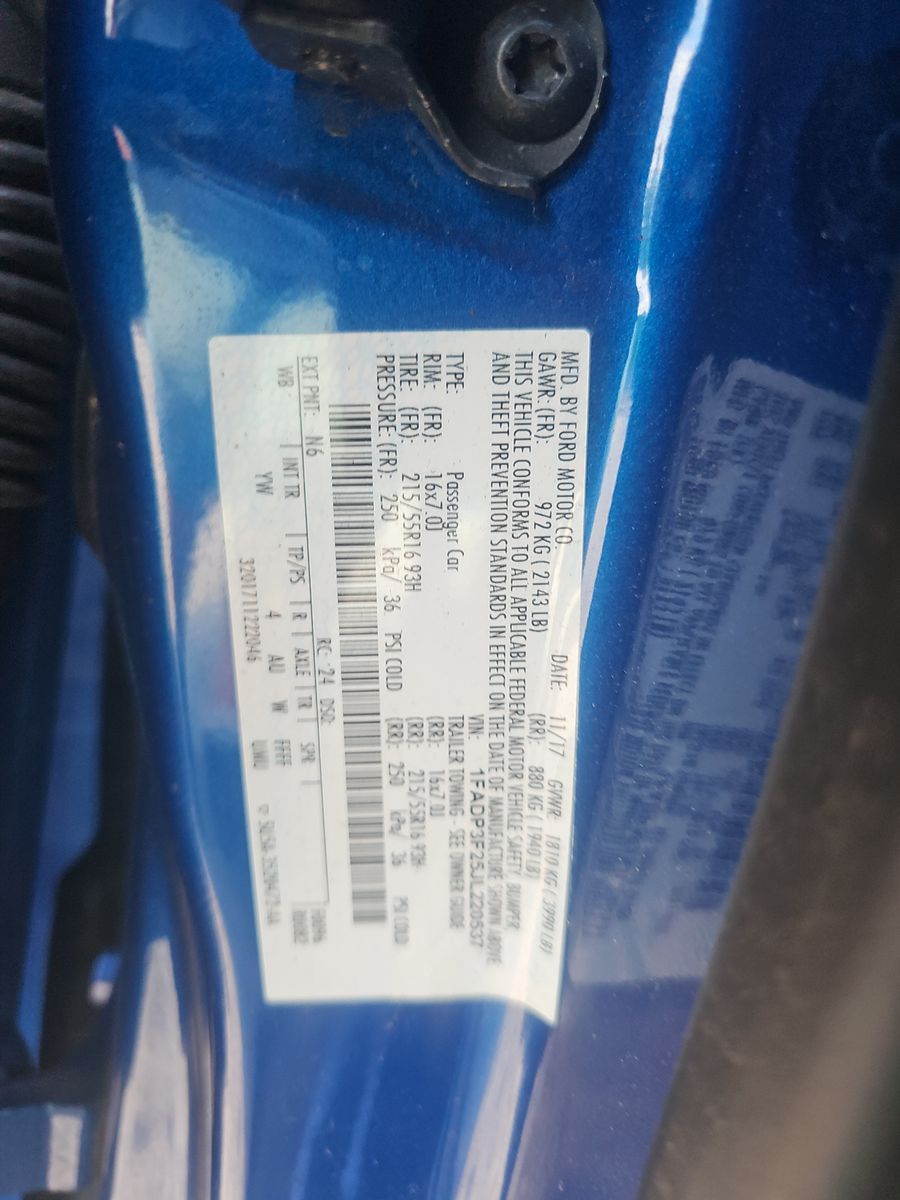 MFD. BY FORD MOTOR CO. DATE: 11/17 GVWR: 1810 KG ( 3990 LB)
GAWR: (FR): 972 KG ( 2143 LB) (RR): 880 KG ( 1940 LB)
THIS VEHICLE CONFORMS TO ALL APPLICABLE FEDERAL MOTOR VEHICLE SAFETY, BUMPER
AND THEFT PREVENTION STANDARDS IN EFFECT ON THE DATE OF MANUFACTURE SHOWN ABOVE
VIN: 1FADP3F25JL220537
TYPE: Passenger Car TRAILER TOWING - SEE OWNER GUIDE
RIM: (FR): 16x7.0J (RR): 16x7.0J
TIRE: (FR): 215/55R16 93H (RR): 215/55R16 93H
PRESSURE: (FR): 250 kPa/ 36 PSI COLD (RR): 250 kPa/ 36 PSI COLD
EXT PNT: N6 RC: 24 DSO:
WB INT TR TP/PS R AXLE TR SPR
YW 4 AU W FFFF
3201711222046 UMU